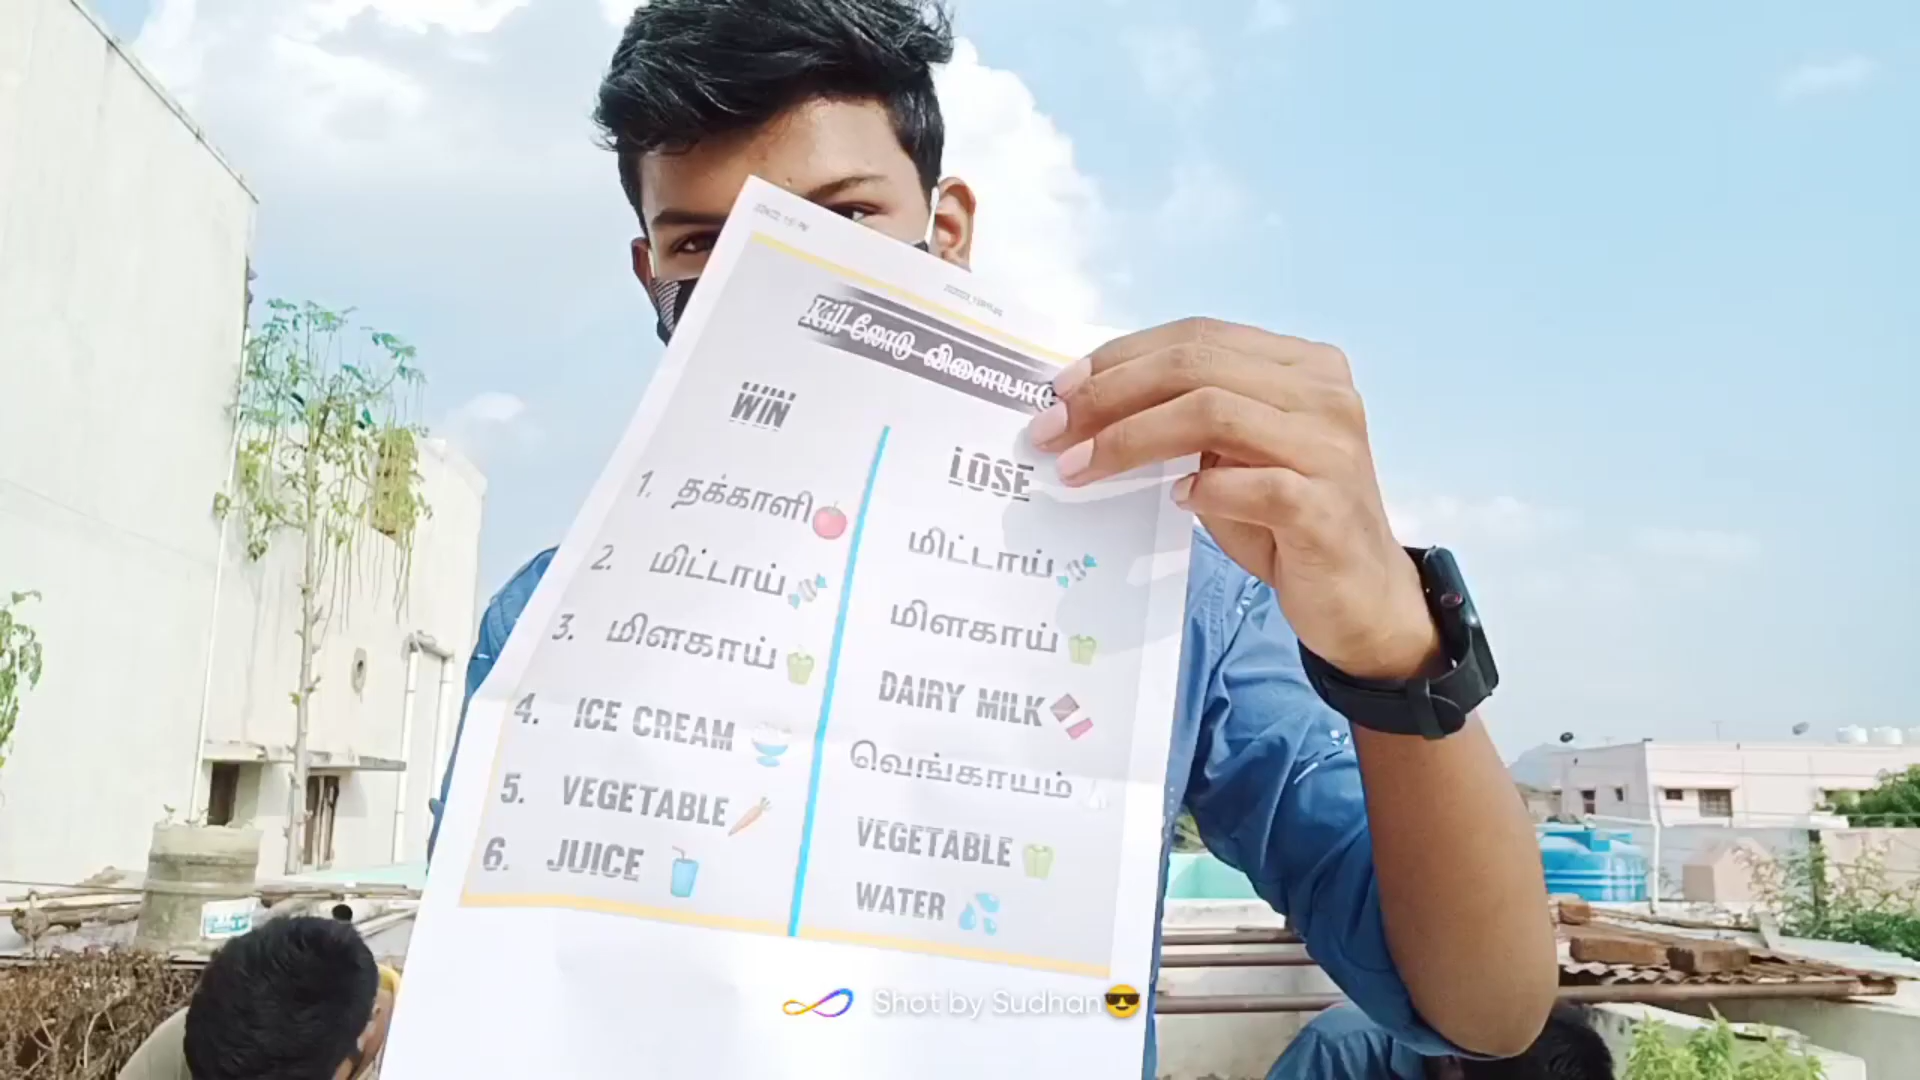 Kill லோடு விளையாடு
WIN
LOSE
1. தக்காளி
மிட்டாய்
2. மிட்டாய்
மிளகாய்
3. மிளகாய்
DAIRY MILK
4. ICE CREAM
வெங்காயம்
5. VEGETABLE
VEGETABLE
6. JUICE
WATER
Shot by Sudhan😎